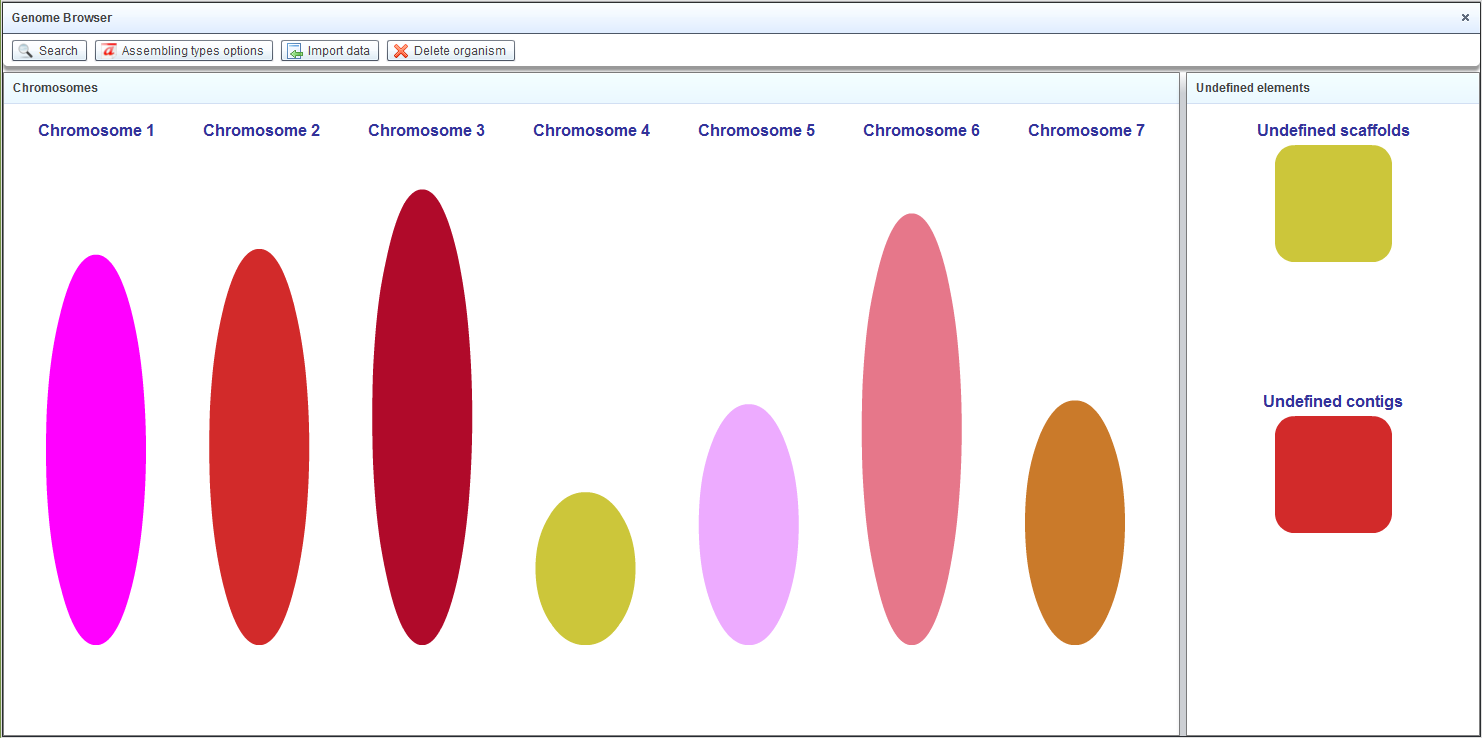 Genome Browser
Search Assembling types options Import data Delete organism
Chromosomes Undefined elements
Chromosome 1 Chromosome 2 Chromosome 3 Chromosome 4 Chromosome 5 Chromosome 6 Chromosome 7 Undefined scaffolds
Undefined contigs